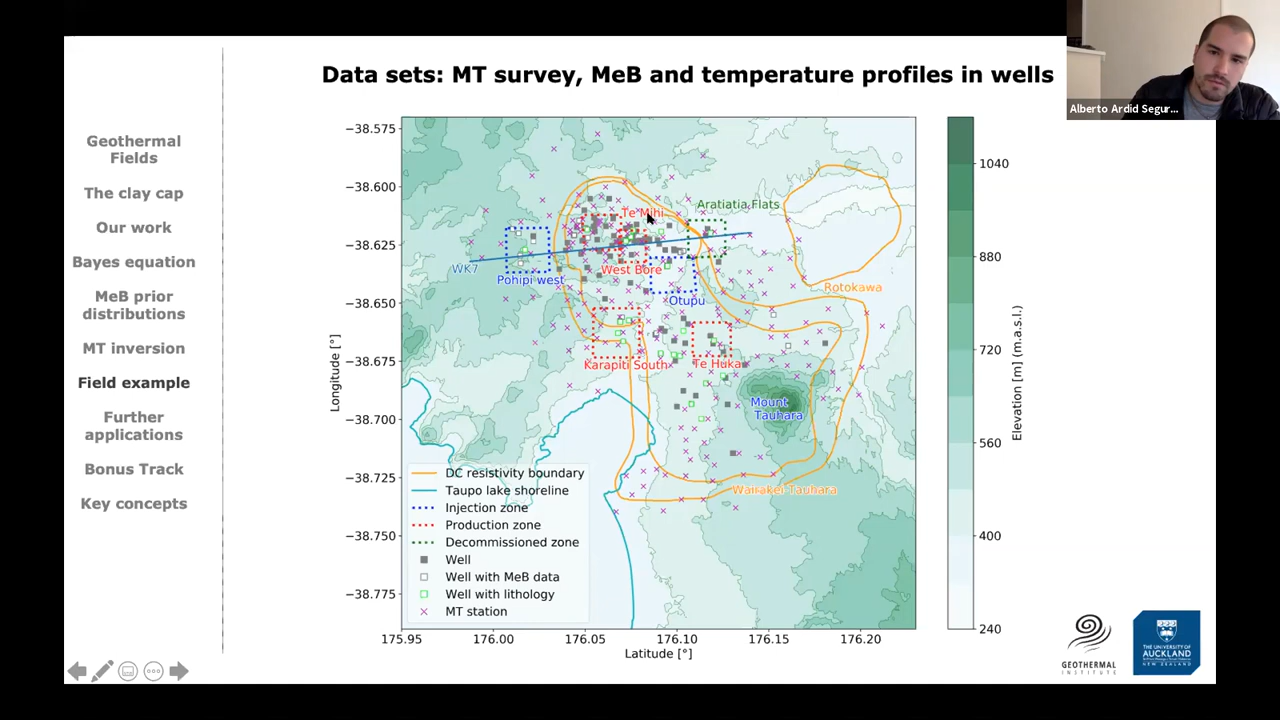 Data sets: MT survey, MeB and temperature profiles in wells
Alberto Ardid Segur...
Geothermal
Fields
The clay cap
Our work
Bayes equation
MeB prior
distributions
MT inversion
Field example
Further
applications
Bonus Track
Key concepts
−38.575
−38.600
−38.625
−38.650
−38.675
−38.700
−38.725
−38.750
−38.775
Longitude [°]
175.95
176.00
176.05
176.10
176.15
176.20
Latitude [°]
Te Mihi
Aratiatia Flats
WK7
Pohipi west
West Bore
Otupu
Rotokawa
Karapiti South
Te Huka
Mount
Tauhara
Wairakei Tauhara
DC resistivity boundary
Taupo lake shoreline
Injection zone
Production zone
Decommissioned zone
Well
Well with MeB data
Well with lithology
MT station
1040
880
720
560
400
240
Elevation [m] (m.a.s.l.)
GEOTHERMAL
INSTITUTE
THE UNIVERSITY OF
AUCKLAND
NEW ZEALAND